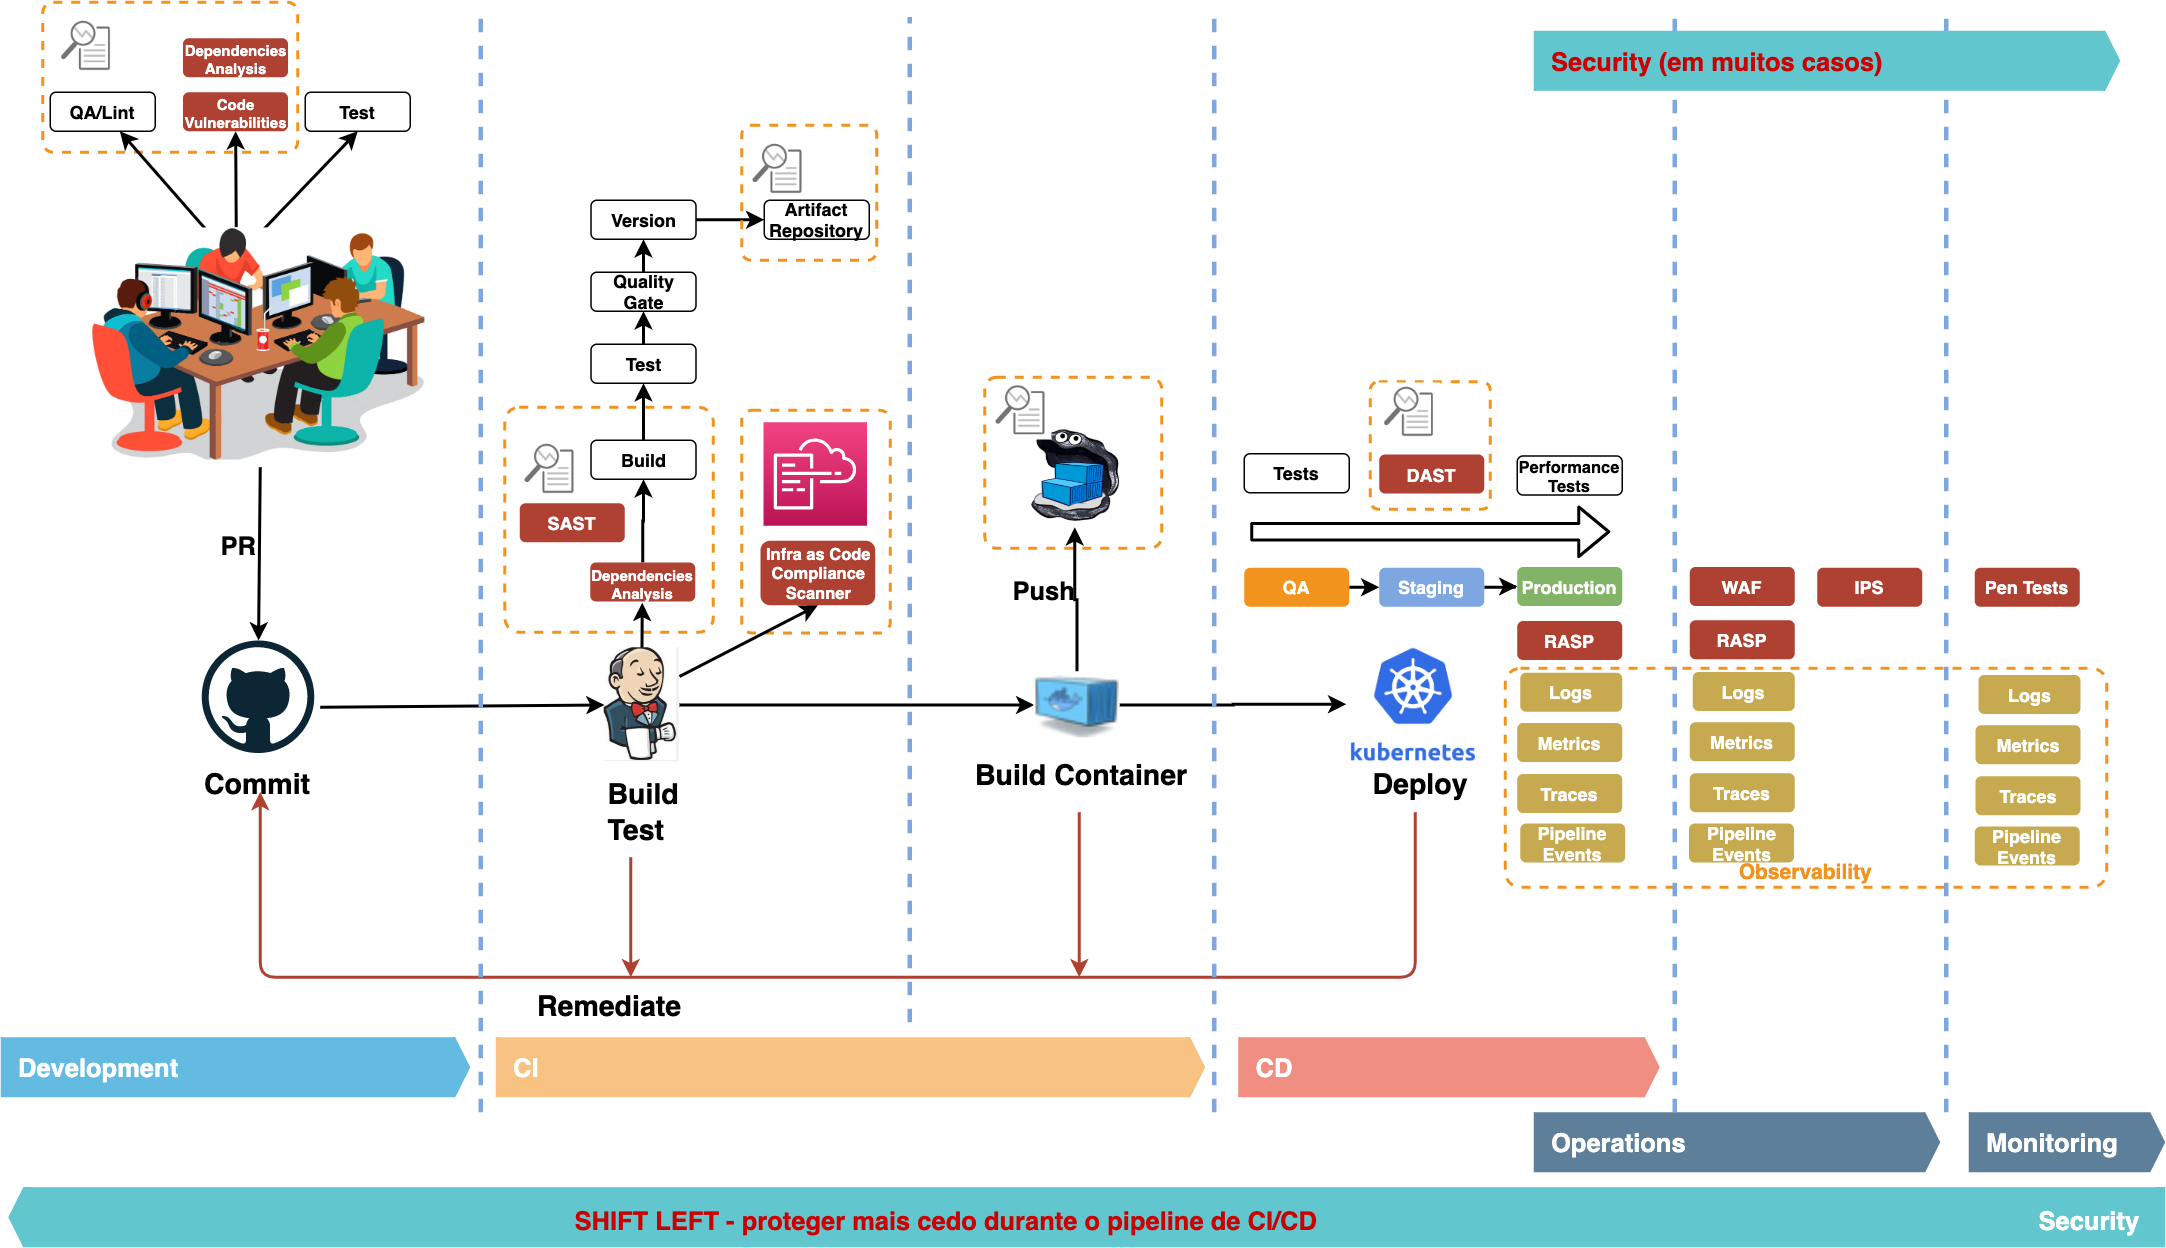 Dependencies
Analysis
QA/Lint
Code
Vulnerabilities
Test
Security (em muitos casos)
Version
Artifact
Repository
Quality
Gate
Test
Build
SAST
Dependencies
Analysis
Infra as Code
Compliance
Scanner
PR
Push
Tests
DAST
Performance
Tests
QA
Staging
Production
WAF
IPS
Pen Tests
RASP
RASP
Logs
Logs
Logs
Metrics
Metrics
Metrics
Traces
Traces
Traces
Pipeline
Events
Pipeline
Events
Pipeline
Events
Observability
Commit
Build
Test
Build Container
kubernetes
Deploy
Remediate
Development
CI
CD
Operations
Monitoring
SHIFT LEFT - proteger mais cedo durante o pipeline de CI/CD
Security